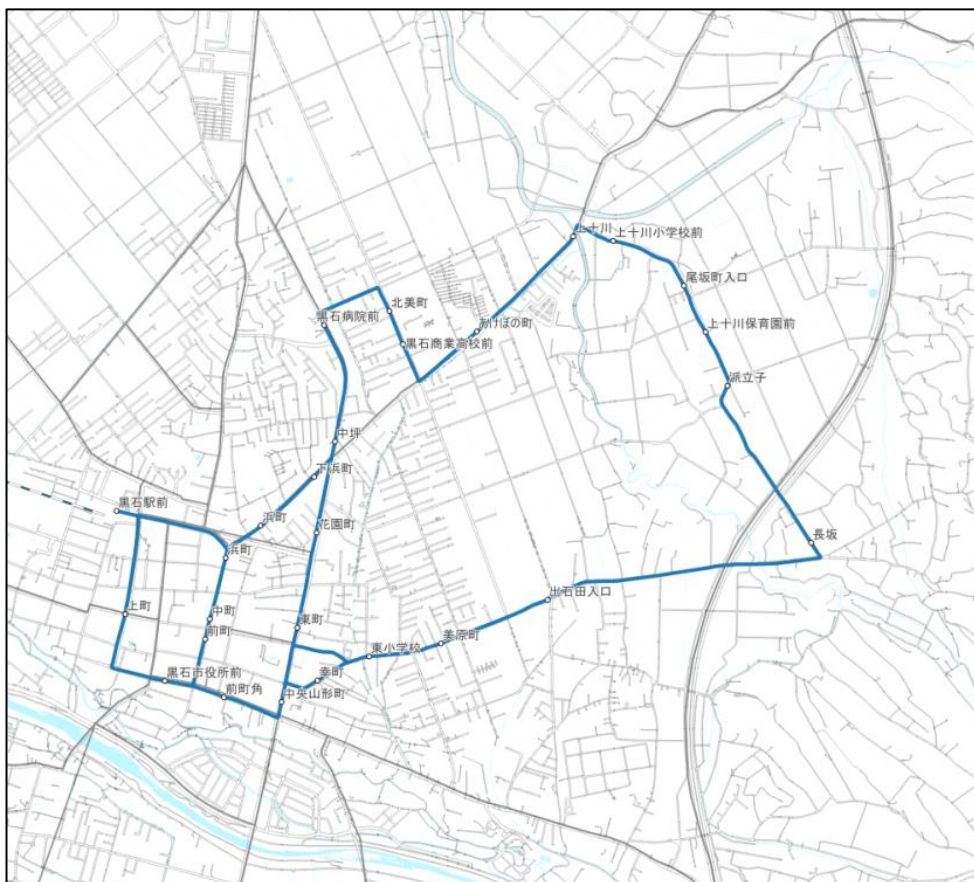 上十川
上十川小学校前
尾坂町入口
北美町
黒石病院前
あけぼの町
上十川保育園前
黒石商業高校前
派立子
中坪
下浜町
黒石駅前
浜町
花園町
長坂
浜町
出石田入口
上町
中町
東町
前町
美原町
東小学校
黒石市役所前
幸町
前町角
中央山形町